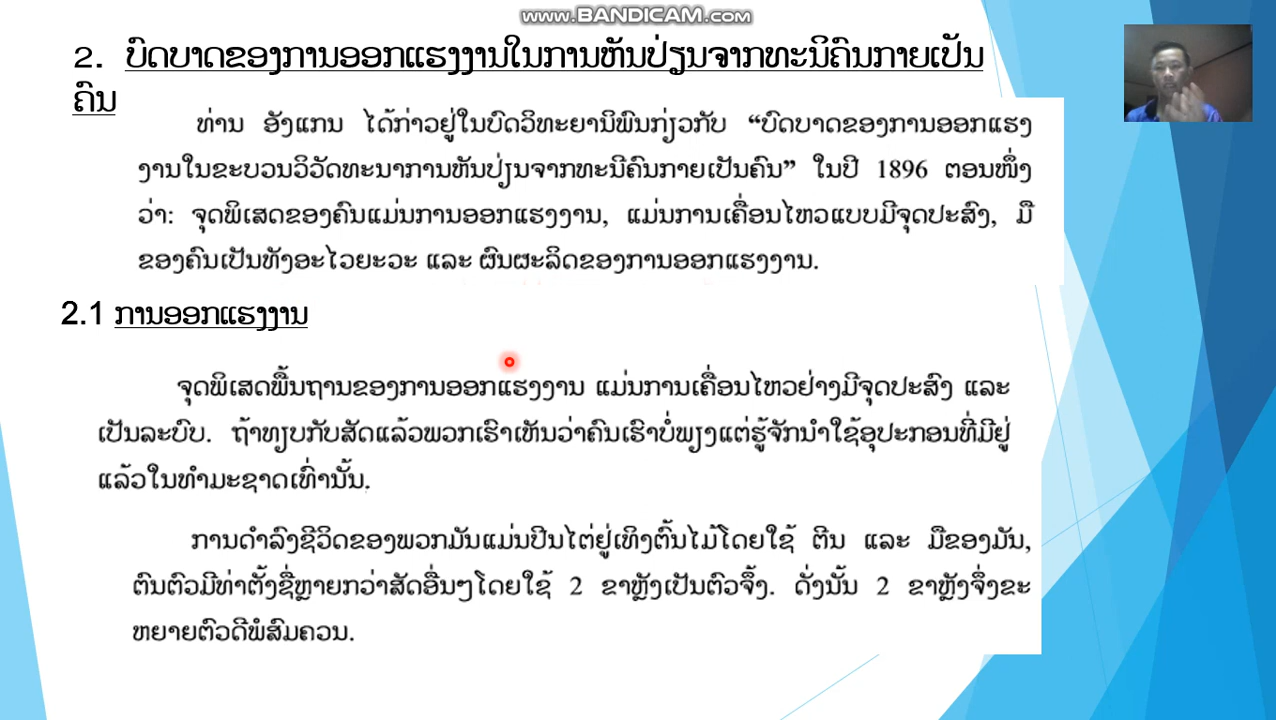 www.BANDICAM.com
2. ບົດບາດຂອງການອອກແຮງງານໃນການຫັນປ່ຽນຈາກທະນິຄົນກາຍເປັນ
ຄົນ
ທ່ານ ອັງແກນ ໄດ້ກ່າວຢູ່ໃນບົດວິທະຍານິພົນກ່ຽວກັບ “ບົດບາດຂອງການອອກແຮງ
ງານໃນຂະບວນວິວັດທະນາການຫັນປ່ຽນຈາກທະນີຄົນກາຍເປັນຄົນ” ໃນປີ 1896 ຕອນໜຶ່ງ
ວ່າ: ຈຸດພິເສດຂອງຄົນແມ່ນການອອກແຮງງານ, ແມ່ນການເຄື່ອນໄຫວແບບມີຈຸດປະສົງ, ມື
ຂອງຄົນເປັນທັງອະໄວຍະວະ ແລະ ຜົນຜະລິດຂອງການອອກແຮງງານ.
2.1 ການອອກແຮງງານ
ຈຸດພິເສດພື້ນຖານຂອງການອອກແຮງງານ ແມ່ນການເຄື່ອນໄຫວຢ່າງມີຈຸດປະສົງ ແລະ
ເປັນລະບົບ. ຖ້າທຽບກັບສັດແລ້ວພວກເຮົາເຫັນວ່າຄົນເຮົາບໍ່ພຽງແຕ່ຮູ້ຈັກນຳໃຊ້ອຸປະກອນທີ່ມີຢູ່
ແລ້ວໃນທຳມະຊາດເທົ່ານັ້ນ.
ການດຳລົງຊີວິດຂອງພວກມັນແມ່ນປີນໄຕ່ຢູ່ເທິງຕົ້ນໄມ້ໂດຍໃຊ້ ຕີນ ແລະ ມືຂອງມັນ,
ຕົນຕົວມີທ່າຕັ້ງຊື່ຫຼາຍກວ່າສັດອື່ນໆໂດຍໃຊ້ 2 ຂາຫຼັງເປັນຕົວຈຶ້ງ. ດັ່ງນັ້ນ 2 ຂາຫຼັງຈຶ່ງຂະ
ຫຍາຍຕົວດີພໍສົມຄວນ.